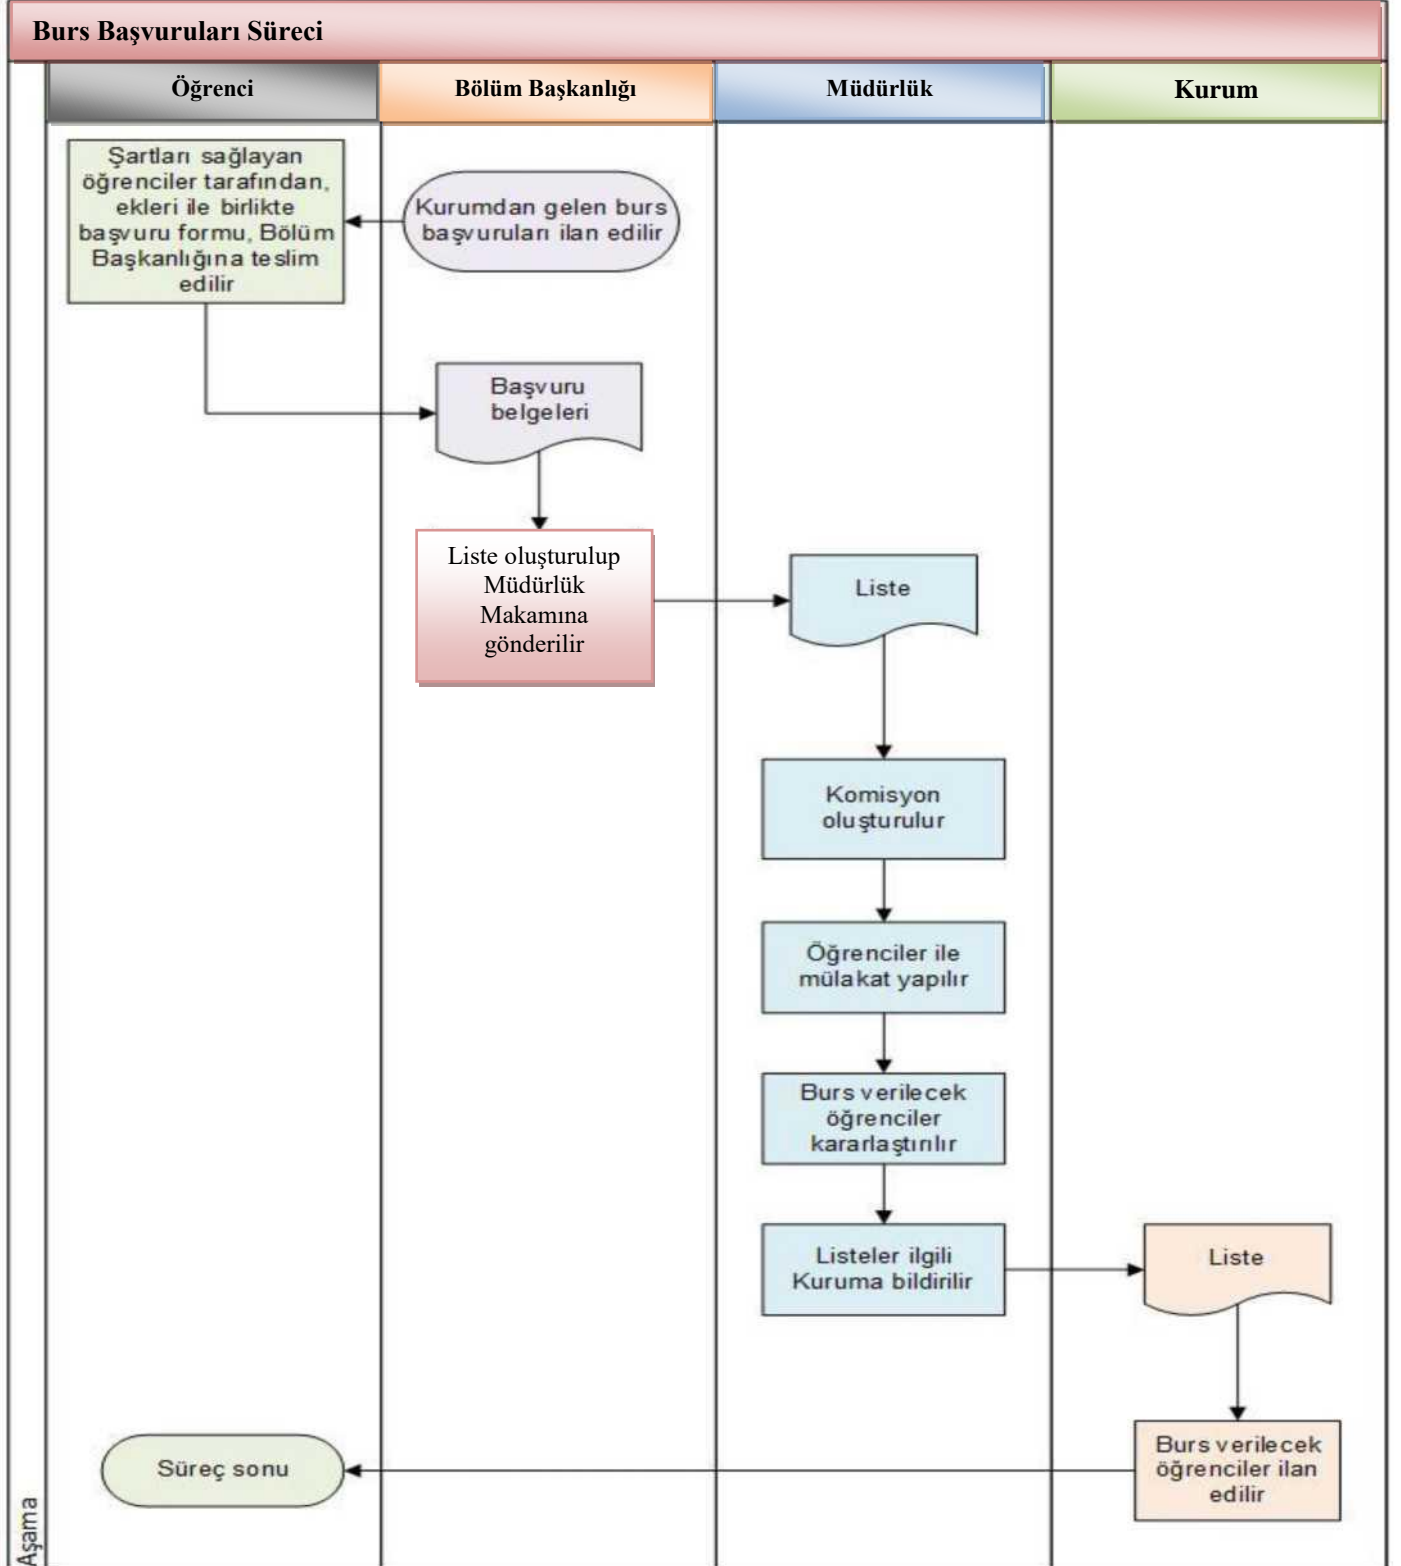 Burs Başvuruları Süreci
Öğrenci
Bölüm Başkanlığı
Müdürlük
Kurum
Şartları sağlayan
öğrenciler tarafından,
ekleri ile birlikte
başvuru formu, Bölüm
Başkanlığına teslim
edilir
Kurumdan gelen burs
başvuruları ilan edilir
Başvuru
belgeleri
Liste oluşturulup
Müdürlük
Makamına
gönderilir
Liste
Komisyon
oluşturulur
Öğrenciler ile
mülakat yapılır
Burs verilecek
öğrenciler
kararlaştırılır
Listeler ilgili
Kuruma bildirilir
Liste
Burs verilecek
öğrenciler ilan
edilir
Süreç sonu
Aşama